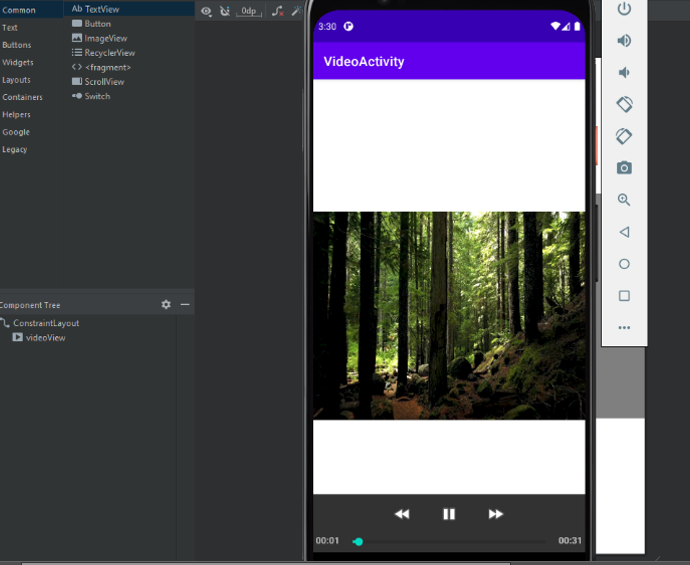 Common
Text
Buttons
Widgets
Layouts
Containers
Helpers
Google
Legacy
Ab TextView
Button
ImageView
RecyclerView
<fragment>
ScrollView
Switch
0dp
Component Tree
ConstraintLayout
videoView
3:30
VideoActivity
00:01
00:31